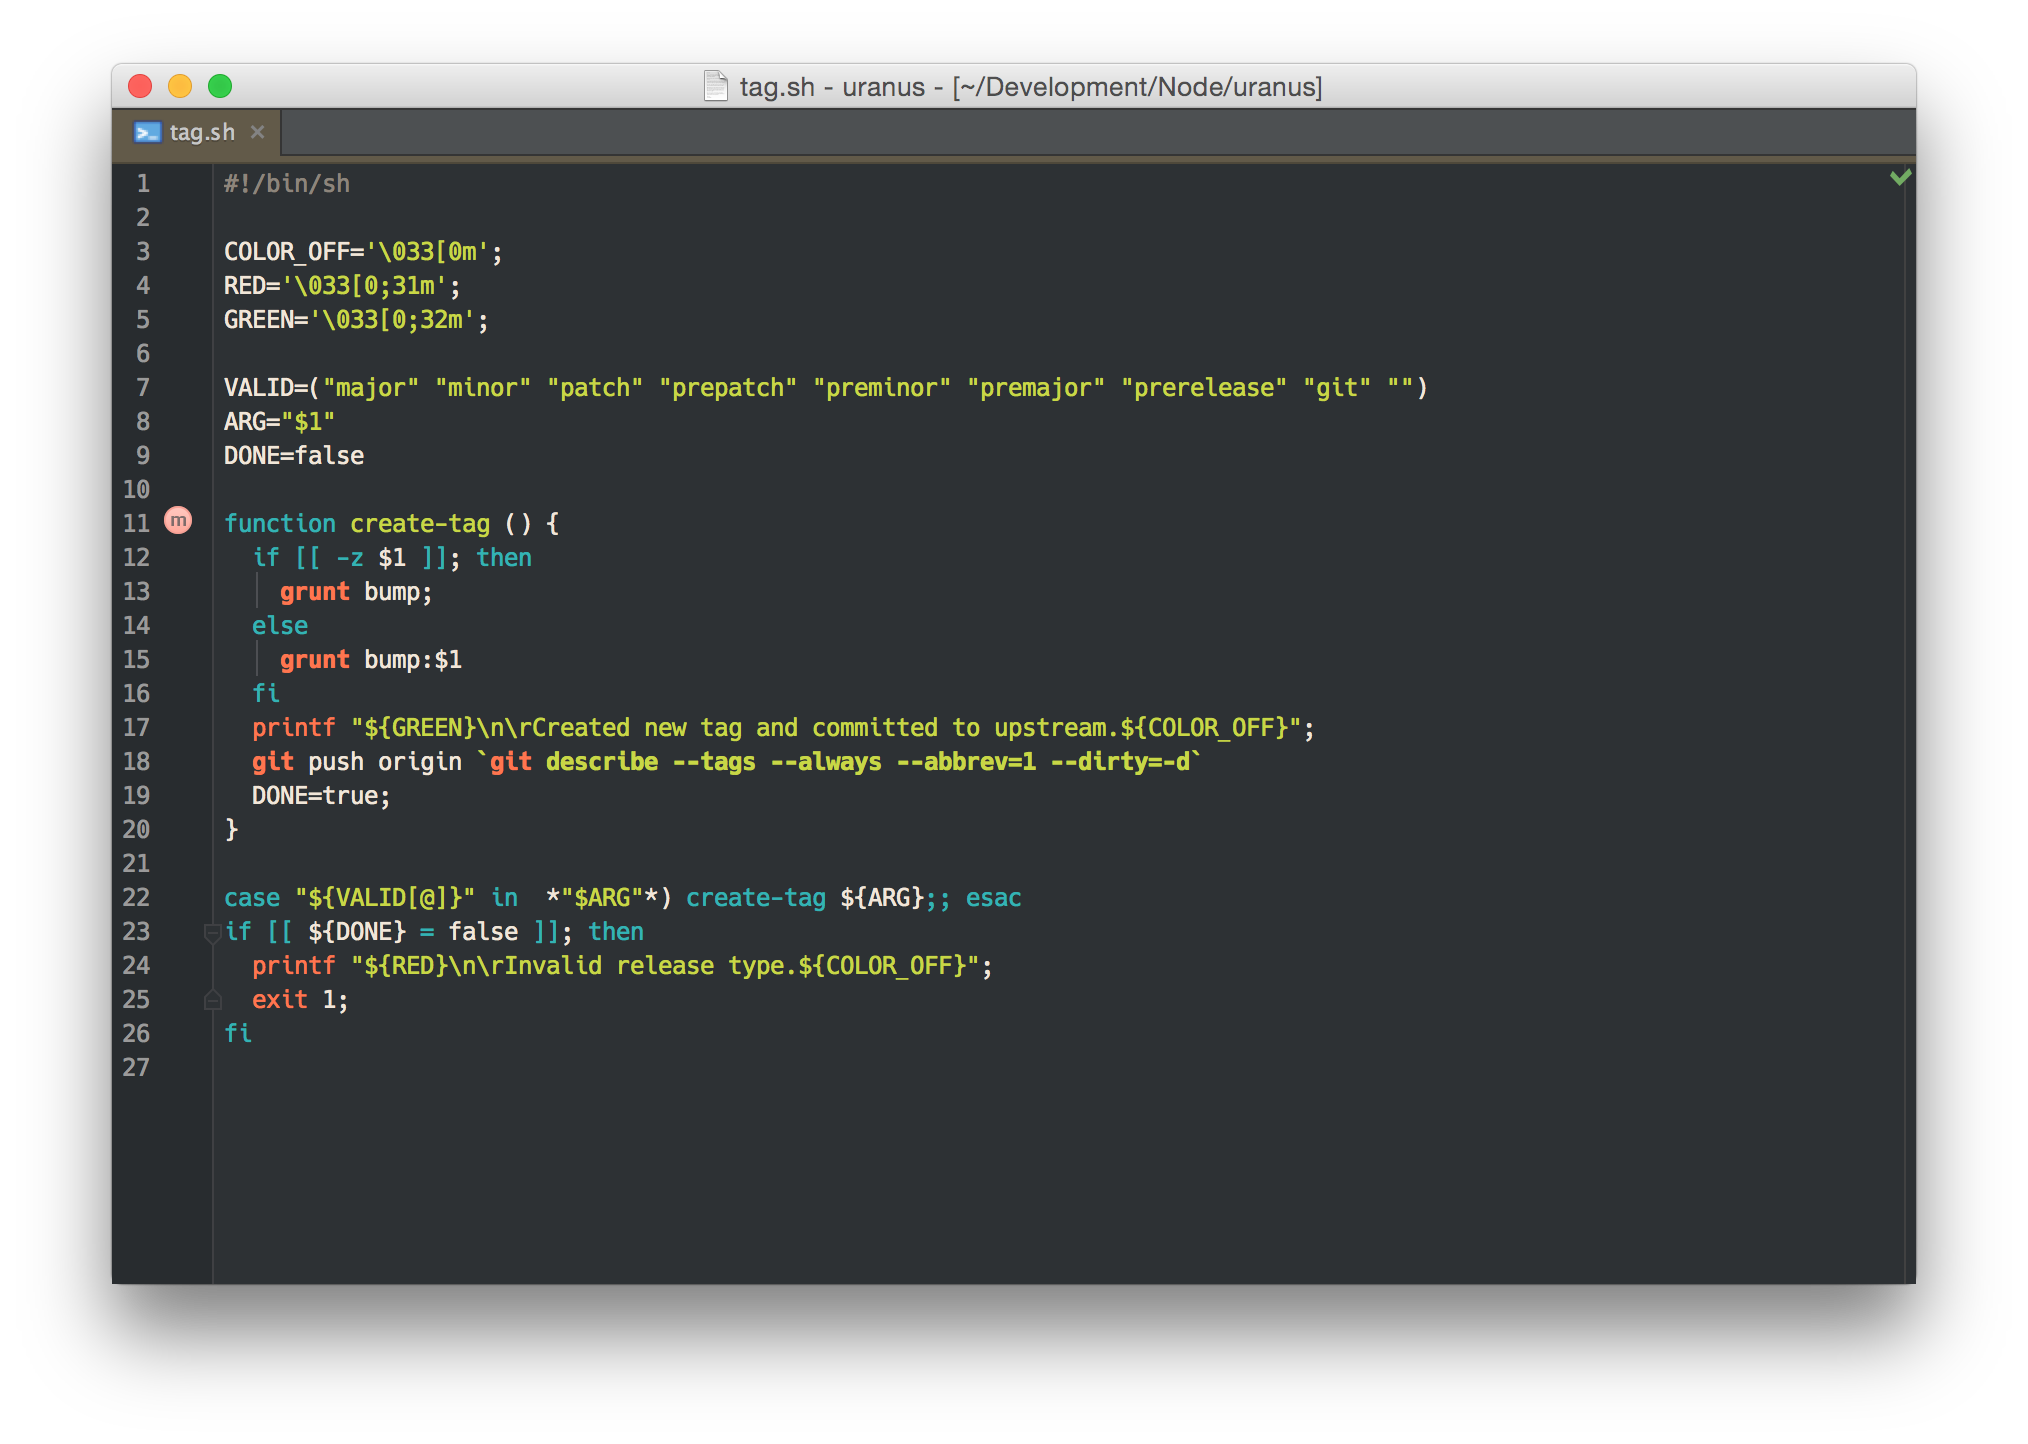 tag.sh - uranus - [~/Development/Node/uranus]
>_ tag.sh ×
1 #!/bin/sh
2
3 COLOR_OFF='\033[0m';
4 RED='\033[0;31m';
5 GREEN='\033[0;32m';
6
7 VALID=("major" "minor" "patch" "prepatch" "preminor" "premajor" "prerelease" "git" "")
8 ARG="$1"
9 DONE=false
10
11 m function create-tag () {
12   if [[ -z $1 ]]; then
13     grunt bump;
14   else
15     grunt bump:$1
16   fi
17   printf "${GREEN}\n\rCreated new tag and committed to upstream.${COLOR_OFF}";
18   git push origin `git describe --tags --always --abbrev=1 --dirty=-d`
19   DONE=true;
20 }
21
22 case "${VALID[@]}" in  *"$ARG"*) create-tag ${ARG};; esac
23 if [[ ${DONE} = false ]]; then
24   printf "${RED}\n\rInvalid release type.${COLOR_OFF}";
25   exit 1;
26 fi
27